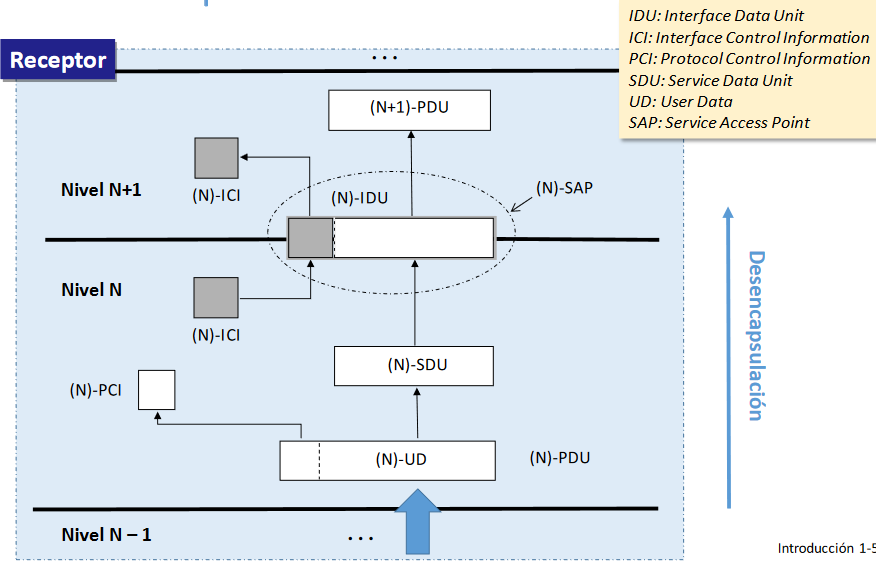 IDU: Interface Data Unit
ICI: Interface Control Information
PCI: Protocol Control Information
SDU: Service Data Unit
UD: User Data
SAP: Service Access Point
Receptor
...
(N+1)-PDU
Nivel N+1
(N)-ICI
(N)-IDU
(N)-SAP
Nivel N
(N)-ICI
(N)-SDU
(N)-PCI
(N)-UD
(N)-PDU
Desencapsulación
Nivel N – 1
...
Introducción 1-5